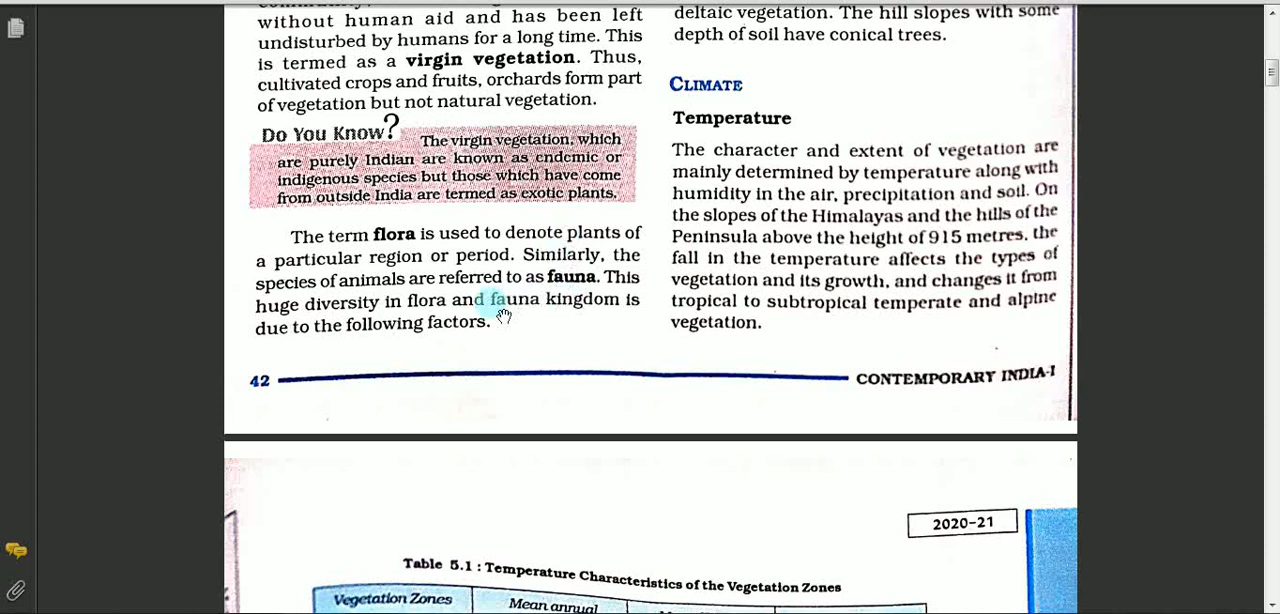 without human aid and has been left
undisturbed by humans for a long time. This
is termed as a virgin vegetation. Thus,
cultivated crops and fruits, orchards form part
of vegetation but not natural vegetation.
Do You Know?
The virgin vegetation, which
are purely Indian are known as endemic or
indigenous species but those which have come
from outside India are termed as exotic plants.
The term flora is used to denote plants of
a particular region or period. Similarly, the
species of animals are referred to as fauna. This
huge diversity in flora and fauna kingdom is
due to the following factors.
deltaic vegetation. The hill slopes with some
depth of soil have conical trees.
CLIMATE
Temperature
The character and extent of vegetation are
mainly determined by temperature along with
humidity in the air, precipitation and soil. On
the slopes of the Himalayas and the hills of the
Peninsula above the height of 915 metres, the
fall in the temperature affects the types of
vegetation and its growth, and changes it from
tropical to subtropical temperate and alpine
vegetation.
42
CONTEMPORARY INDIA-I
2020-21
Table 5.1 : Temperature Characteristics of the Vegetation Zones
Vegetation Zones
Mean annual